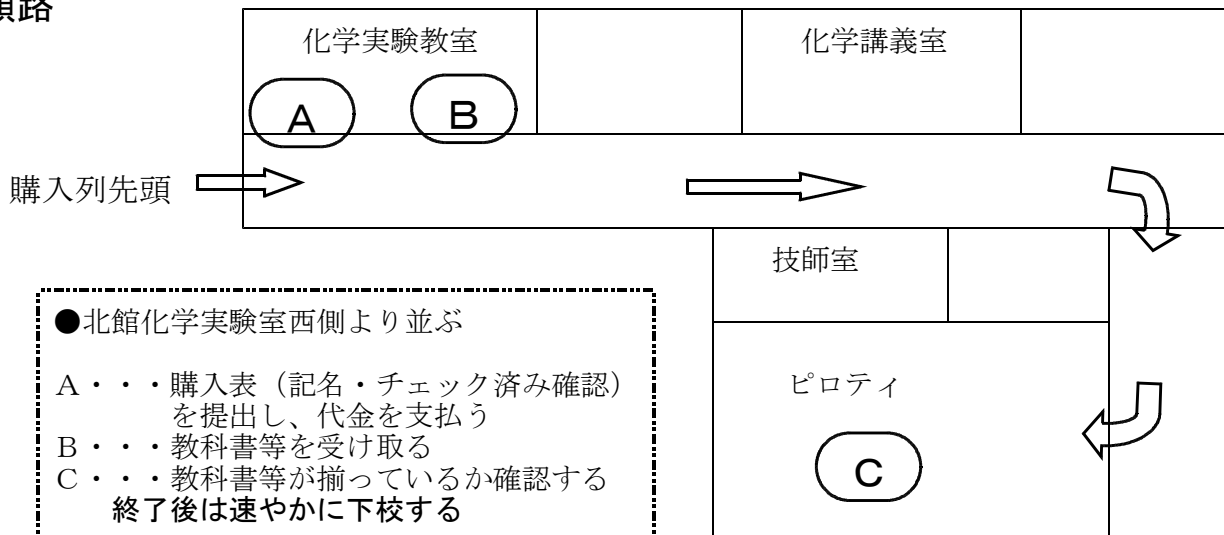 順路
化学実験教室
化学講義室
A
B
購入列先頭
技師室
●北館化学実験室西側より並ぶ
A・・・購入表（記名・チェック済み確認）
を提出し、代金を支払う
B・・・教科書等を受け取る
C・・・教科書等が揃っているか確認する
終了後は速やかに下校する
ピロティ
C